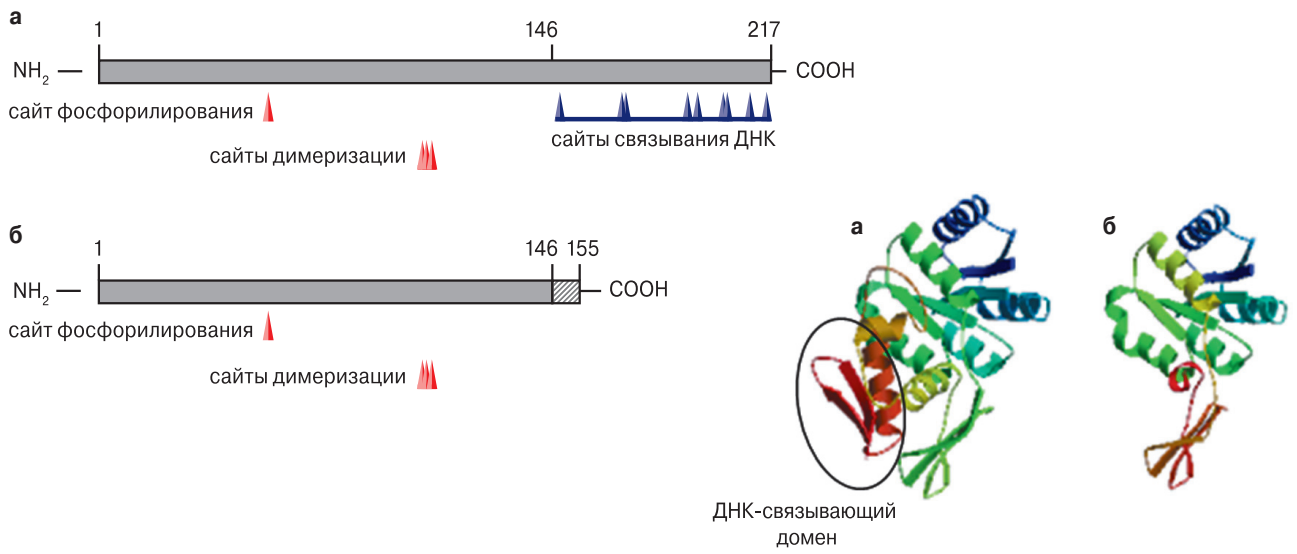 а
1 146 217
NH2 COOH
сайт фосфорилирования
сайты связывания ДНК
сайты димеризации
б
1 146 155
NH2 COOH
сайт фосфорилирования
сайты димеризации
а б
ДНК-связывающий
домен